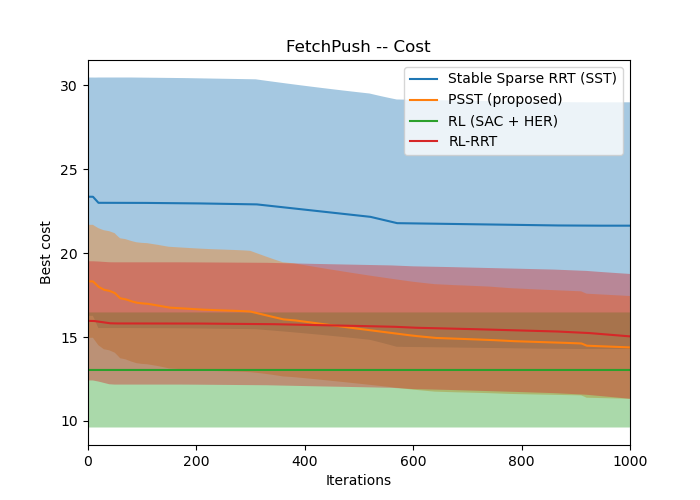 FetchPush -- Cost
Stable Sparse RRT (SST)
PSST (proposed)
RL (SAC + HER)
RL-RRT
Best cost
30
25
20
15
10
0
200
400
600
800
1000
Iterations